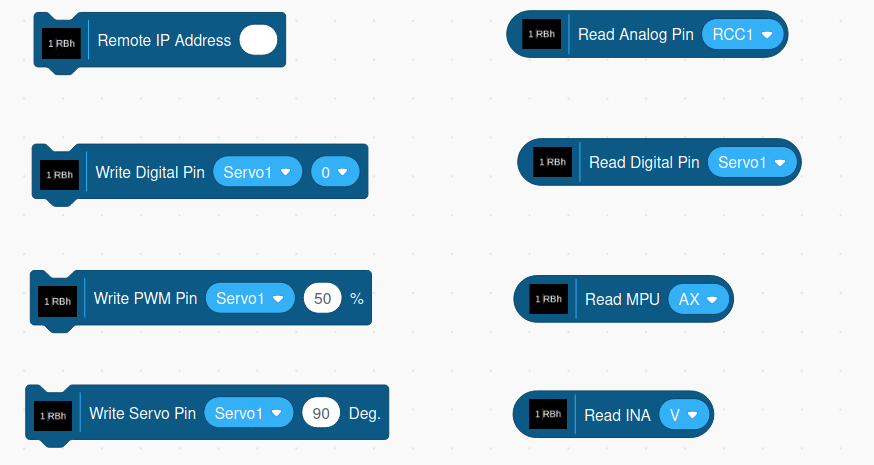 1 RBh Remote IP Address
1 RBh Read Analog Pin RCC1
1 RBh Write Digital Pin Servo1 0
1 RBh Read Digital Pin Servo1
1 RBh Write PWM Pin Servo1 50 %
1 RBh Read MPU AX
1 RBh Write Servo Pin Servo1 90 Deg.
1 RBh Read INA V